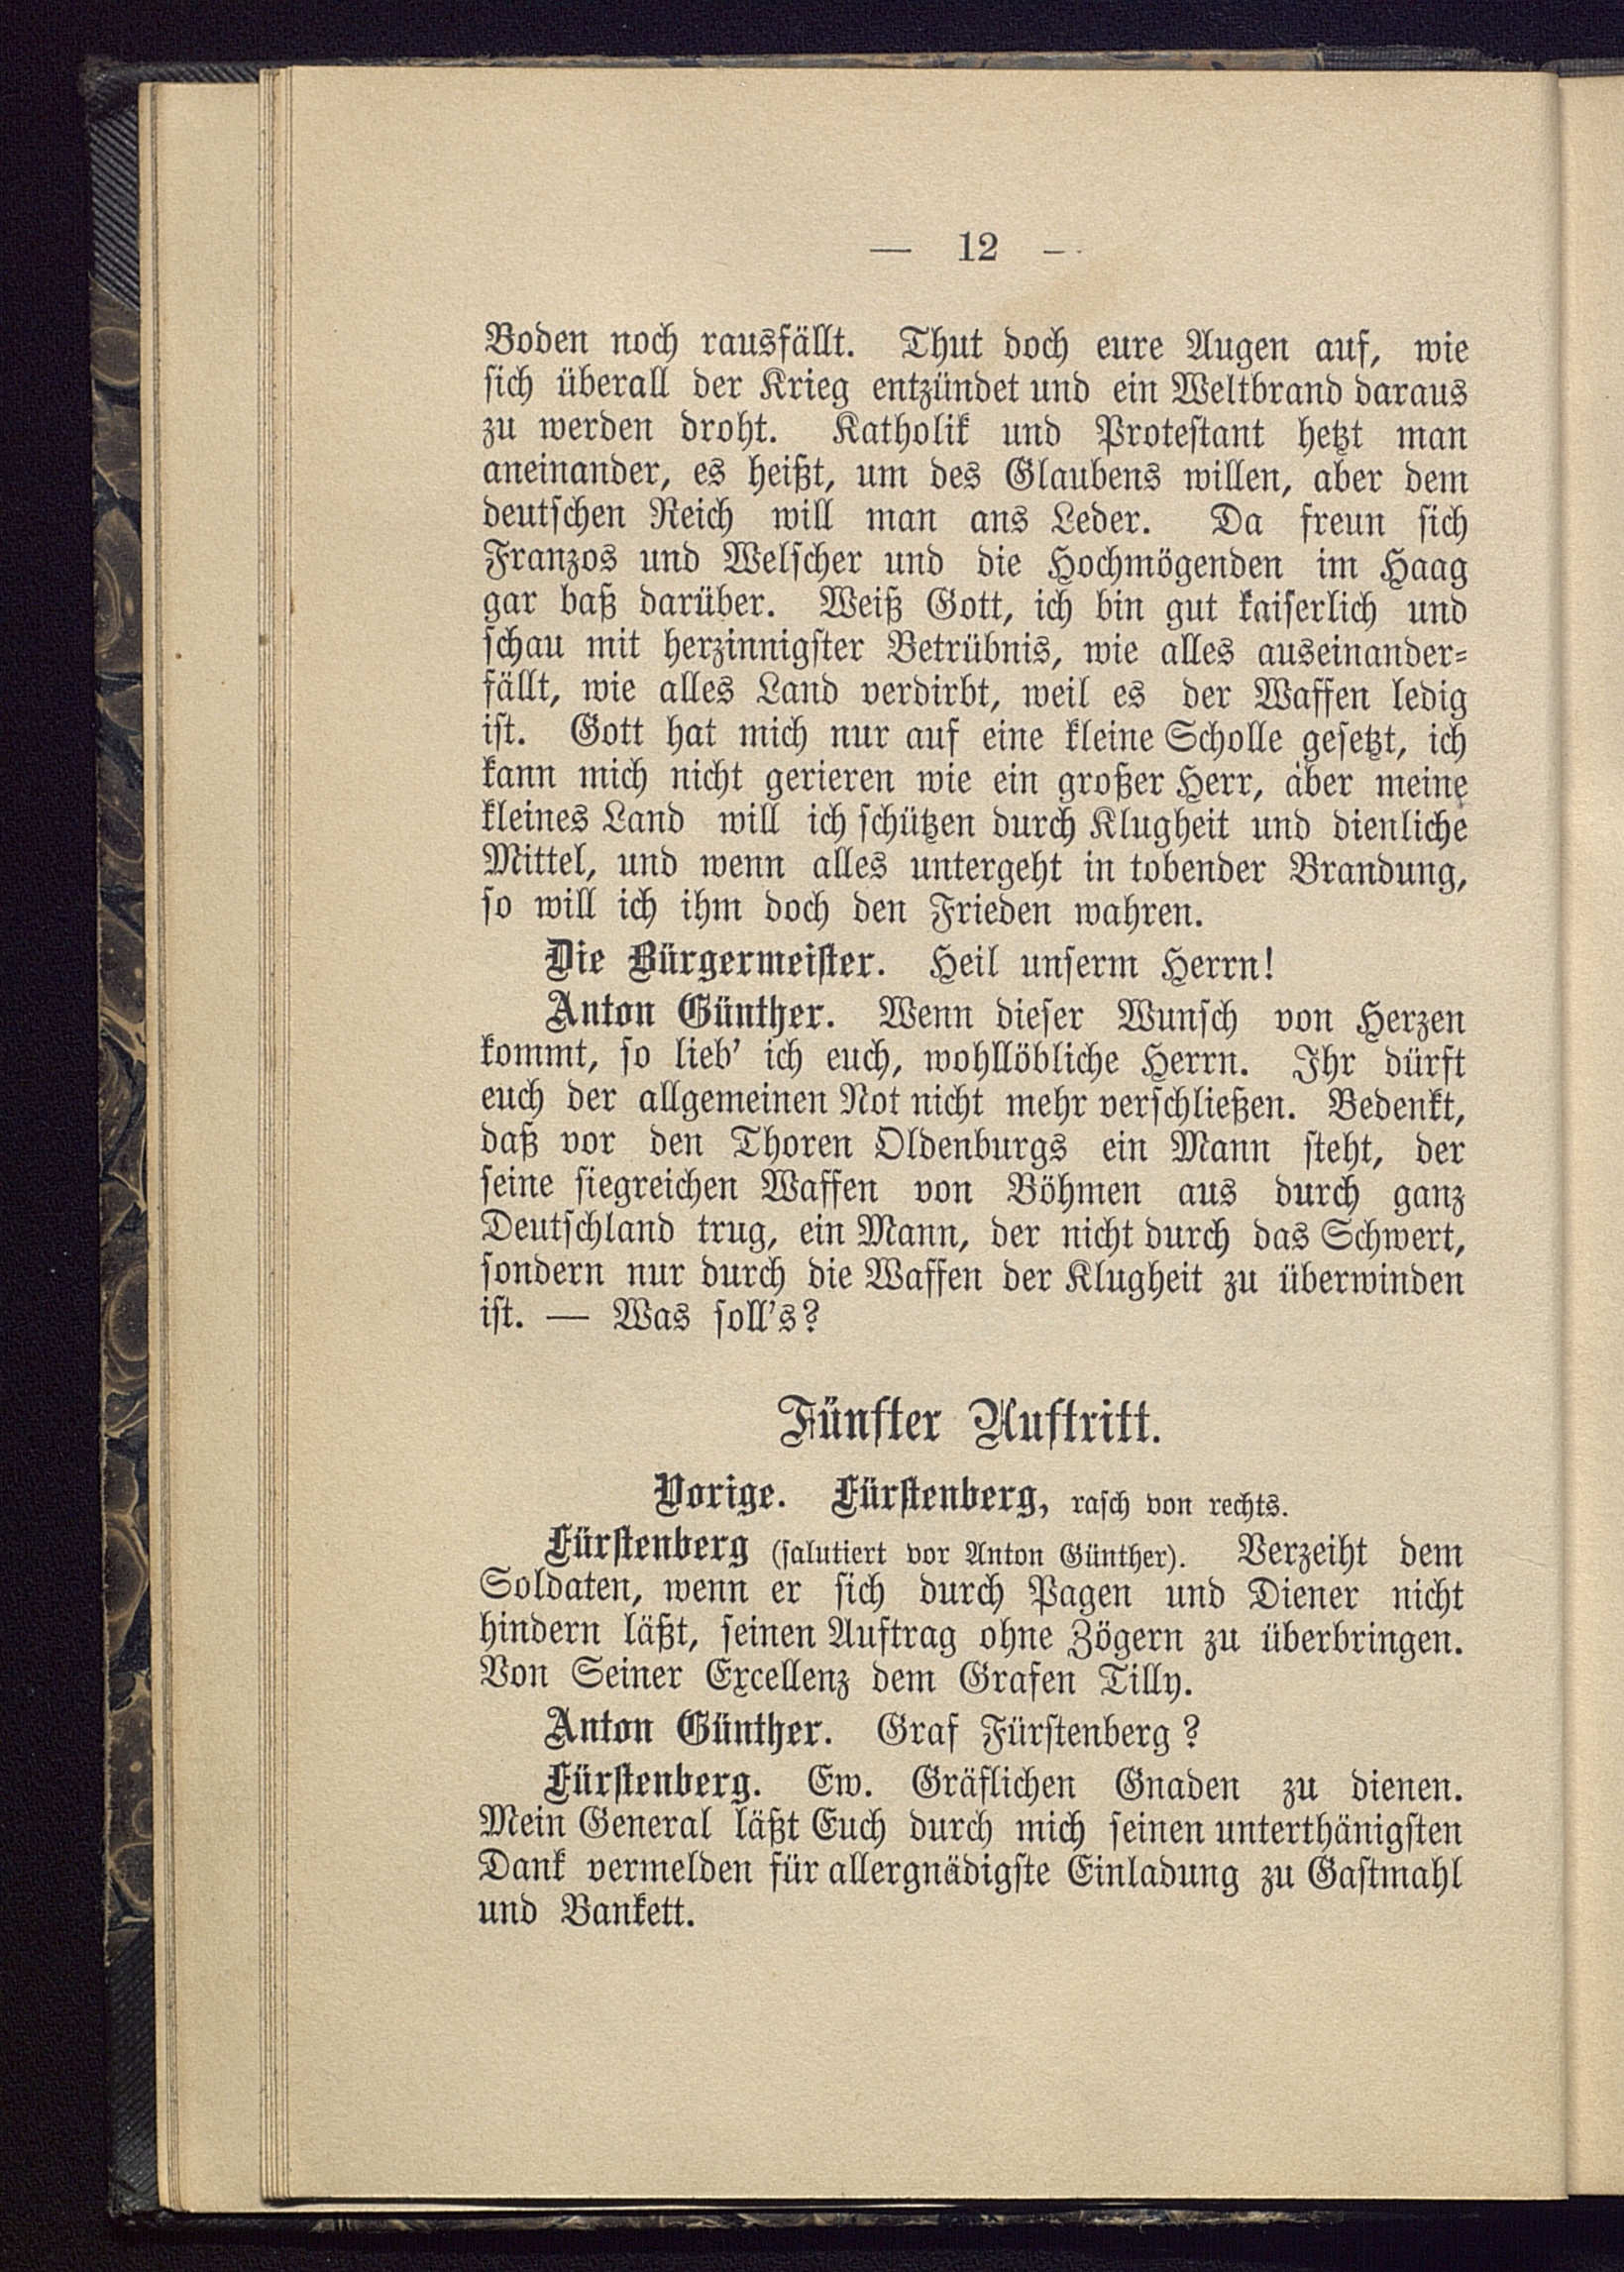 — 12 —
Boden noch rausfällt. Thut doch eure Augen auf, wie
sich überall der Krieg entzündet und ein Weltbrand daraus
zu werden droht. Katholik und Protestant hetzt man
aneinander, es heißt, um des Glaubens willen, aber dem
deutschen Reich will man ans Leder. Da freun sich
Franzos und Welscher und die Hochmögenden im Haag
gar baß darüber. Weiß Gott, ich bin gut kaiserlich und
schau mit herzinnigster Betrübnis, wie alles auseinander-
fällt, wie alles Land verdirbt, weil es der Waffen ledig
ist. Gott hat mich nur auf eine kleine Scholle gesetzt, ich
kann mich nicht gerieren wie ein großer Herr, aber meine
kleines Land will ich schützen durch Klugheit und dienliche
Mittel, und wenn alles untergeht in tobender Brandung,
so will ich ihm doch den Frieden wahren.
Die Bürgermeister. Heil unserm Herrn!
Anton Günther. Wenn dieser Wunsch von Herzen
kommt, so lieb' ich euch, wohllöbliche Herrn. Ihr dürft
euch der allgemeinen Not nicht mehr verschließen. Bedenkt,
daß vor den Thoren Oldenburgs ein Mann steht, der
seine siegreichen Waffen von Böhmen aus durch ganz
Deutschland trug, ein Mann, der nicht durch das Schwert,
sondern nur durch die Waffen der Klugheit zu überwinden
ist. — Was soll's?
Fünfter Auftritt.
Vorige. Fürstenberg, rasch von rechts.
Fürstenberg (salutiert vor Anton Günther). Verzeiht dem
Soldaten, wenn er sich durch Pagen und Diener nicht
hindern läßt, seinen Auftrag ohne Zögern zu überbringen.
Von Seiner Excellenz dem Grafen Tilly.
Anton Günther. Graf Fürstenberg?
Fürstenberg. Ew. Gräflichen Gnaden zu dienen.
Mein General läßt Euch durch mich seinen unterthänigsten
Dank vermelden für allergnädigste Einladung zu Gastmahl
und Bankett.